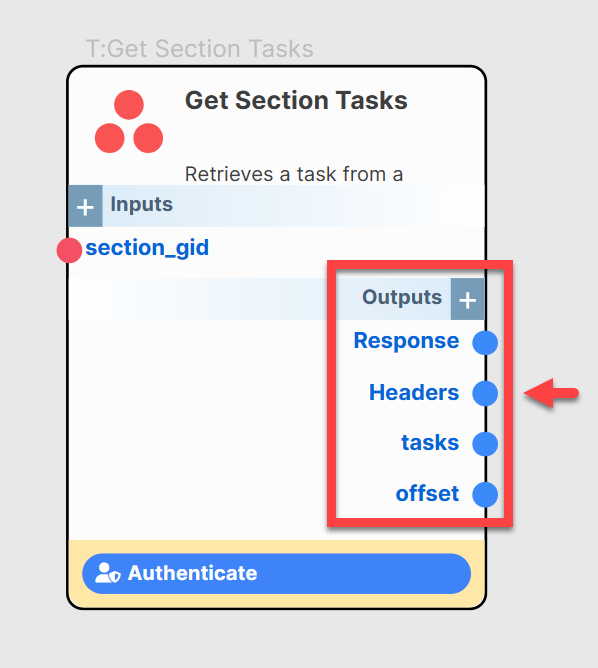 T:Get Section Tasks
Get Section Tasks
Retrieves a task from a
+ Inputs
section_gid
Outputs +
Response
Headers
tasks
offset
Authenticate